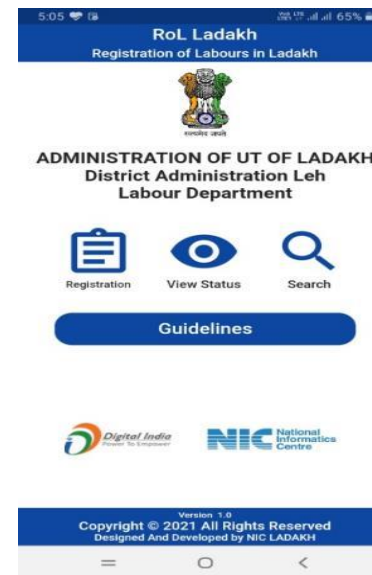 5:05
65%
RoL Ladakh
Registration of Labours in Ladakh
सत्यमेव जयते
ADMINISTRATION OF UT OF LADAKH
District Administration Leh
Labour Department
Registration View Status Search
Guidelines
Digital India
Power To Empower
NIC National
Informatics
Centre
Version 1.0
Copyright © 2021 All Rights Reserved
Designed And Developed by NIC LADAKH